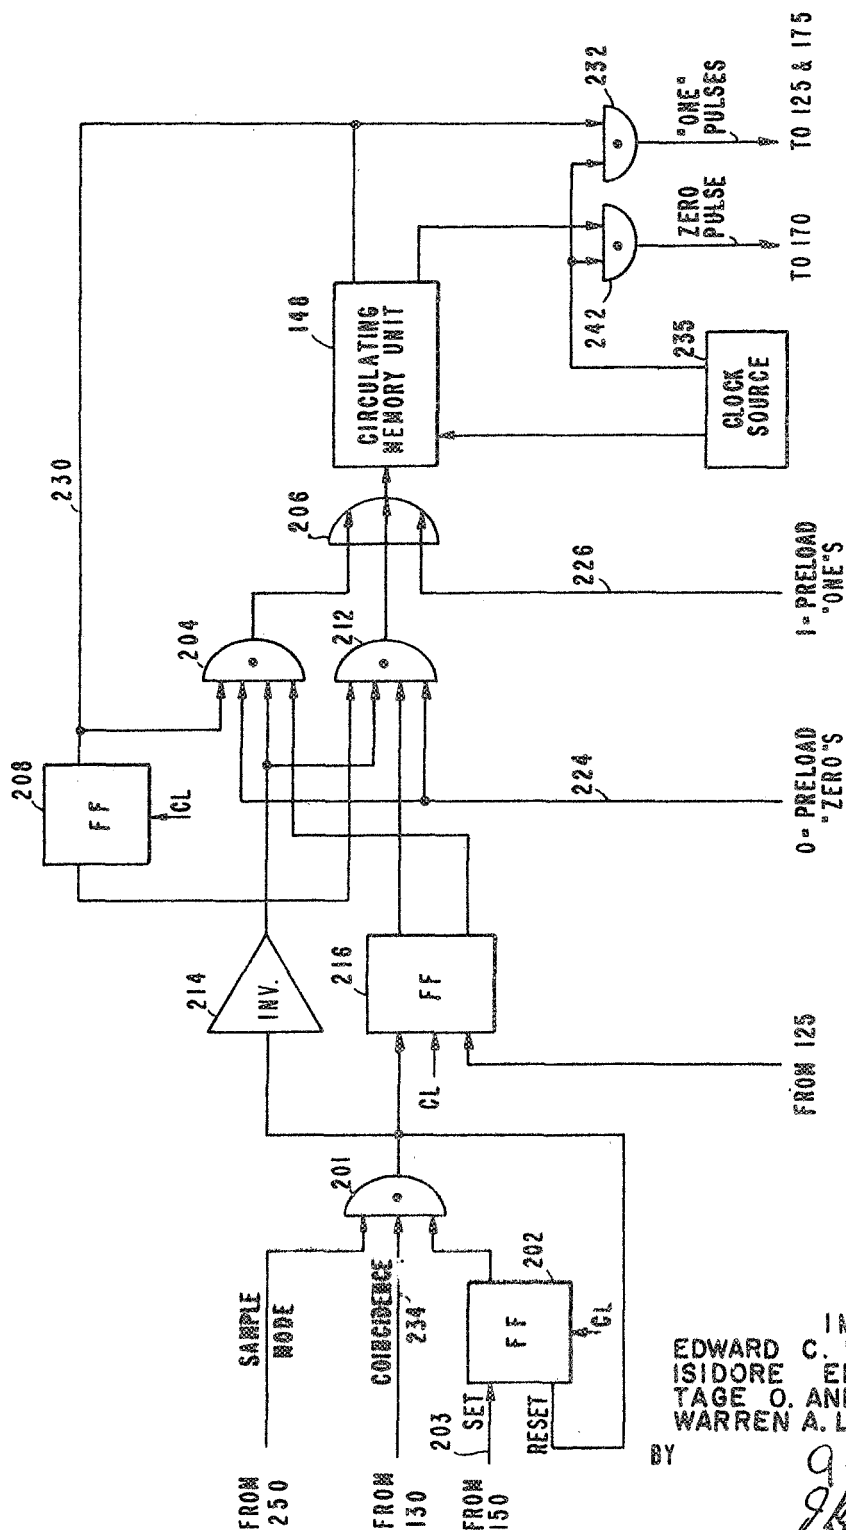 FROM 250
SAMPLE MODE
FROM 130
COINCIDENCE
234
FROM 150
203
SET
RESET
FF
202
CL
201
FROM 125
CL
FF
216
INV.
214
FF
208
CL
0= PRELOAD "ZERO"S
224
1= PRELOAD "ONE"S
226
204
212
206
230
CIRCULATING MEMORY UNIT
148
CLOCK SOURCE
235
242
232
ZERO PULSE
TO 170
"ONE" PULSES
TO 125 & 175
EDWARD C.
ISIDORE
TAGE O.
WARREN A.
BY